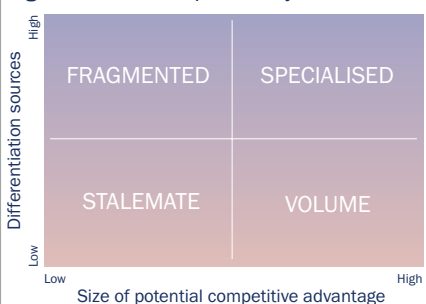 High
Differentiation sources
Low
FRAGMENTED SPECIALISED
STALEMATE VOLUME
Low High
Size of potential competitive advantage